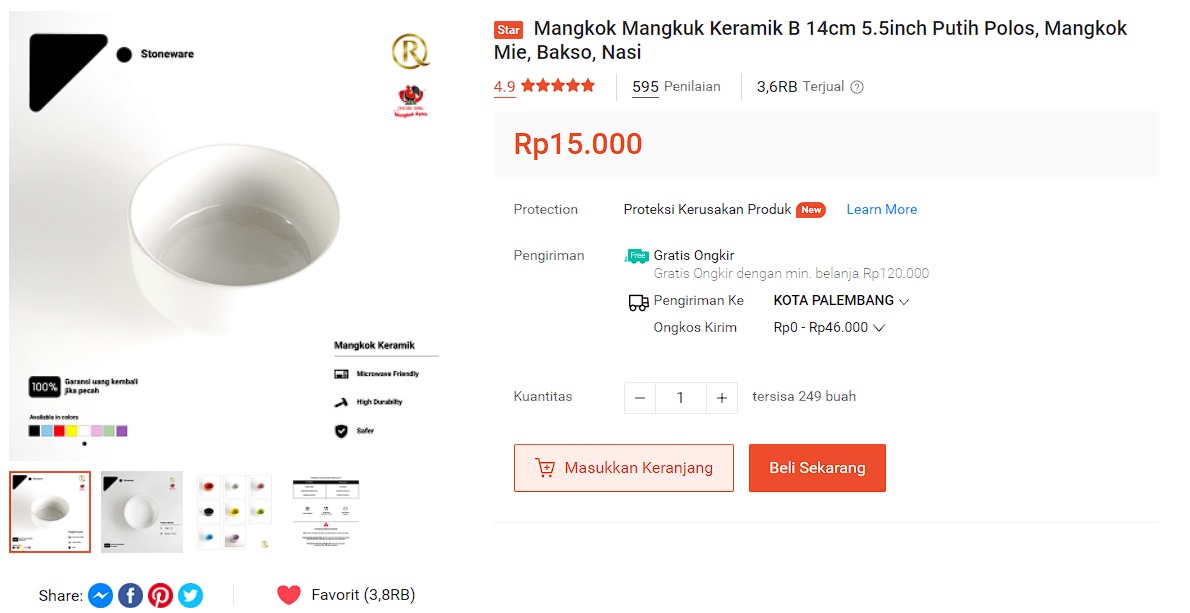 Stoneware
R
Mangkok Keramik
Microwave Friendly
High Durabilty
Safer
100%
Garansi uang kembali
jika pecah
Available in colors
Share:
Favorit (3,8RB)
Star Mangkok Mangkuk Keramik B 14cm 5.5inch Putih Polos, Mangkok
Mie, Bakso, Nasi
4.9 595 Penilaian 3,6RB Terjual ?
Rp15.000
Protection Proteksi Kerusakan Produk New Learn More
Pengiriman Free Gratis Ongkir
Gratis Ongkir dengan min. belanja Rp120.000
Pengiriman Ke KOTA PALEMBANG
Ongkos Kirim Rp0 - Rp46.000
Kuantitas − 1 + tersisa 249 buah
Masukkan Keranjang Beli Sekarang